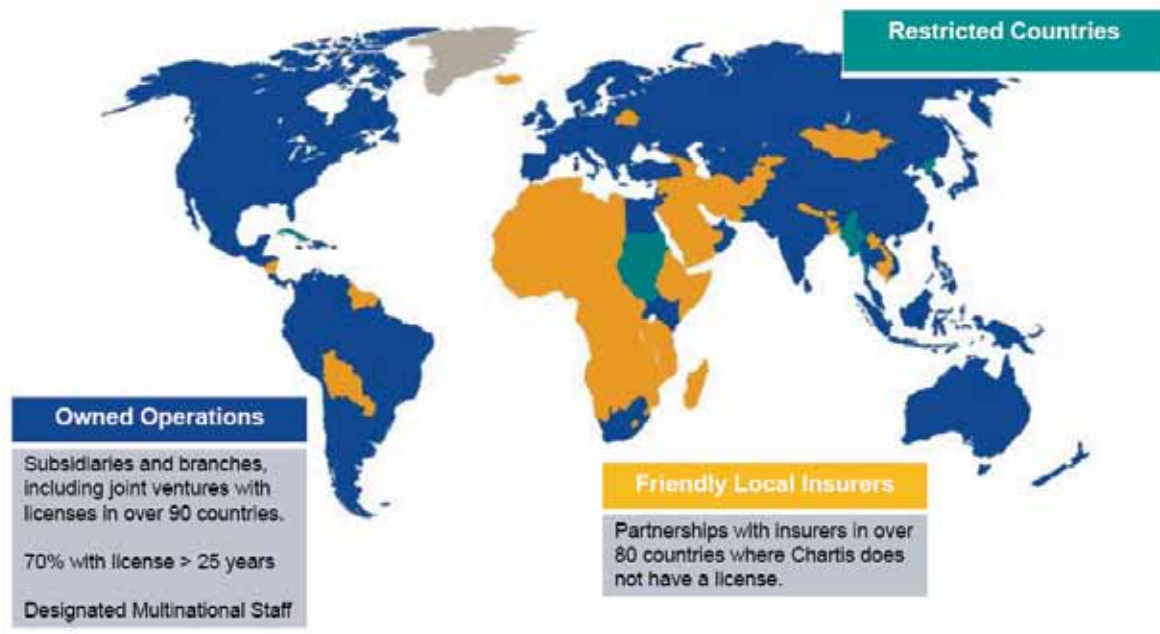 Restricted Countries
Owned Operations
Subsidiaries and branches,
including joint ventures with
licenses in over 90 countries.
70% with license > 25 years
Designated Multinational Staff
Friendly Local Insurers
Partnerships with insurers in over
80 countries where Chartis does
not have a license.